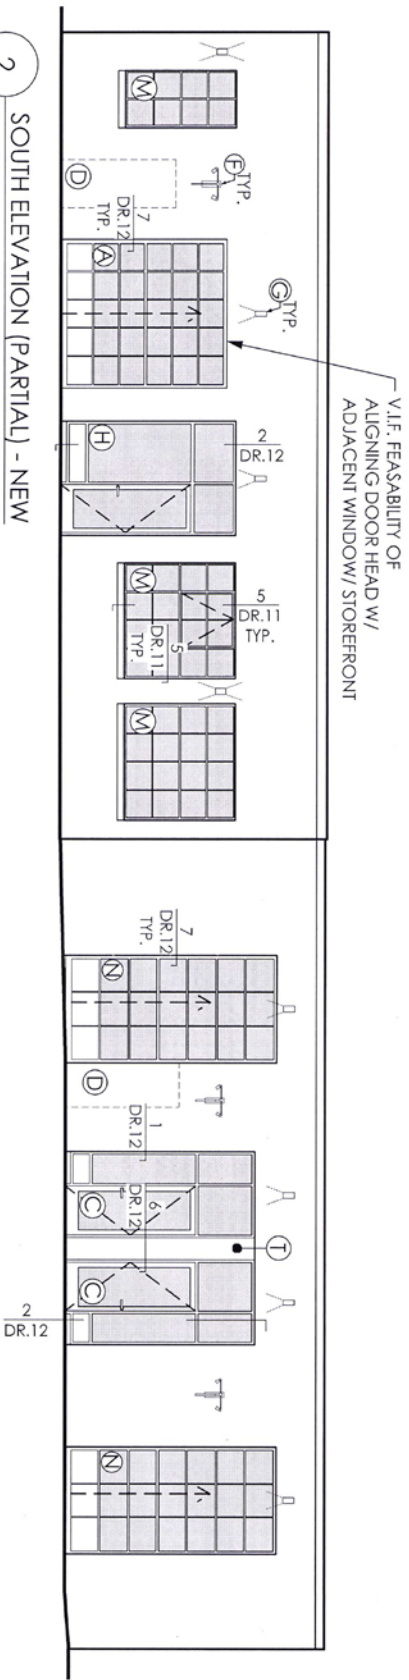 V.I.F. FEASABILITY OF
ALIGNING DOOR HEAD W/
ADJACENT WINDOW/ STOREFRONT
G TYP.
F TYP.
M
D
7
DR.12
TYP.
A
H
2
DR.12
M
5
DR.11
TYP.
5
DR.11
TYP.
M
7
DR.12
TYP.
N
D
1
DR.12
C
6
DR.12
C
T
2
DR.12
N
2
SOUTH ELEVATION (PARTIAL) - NEW